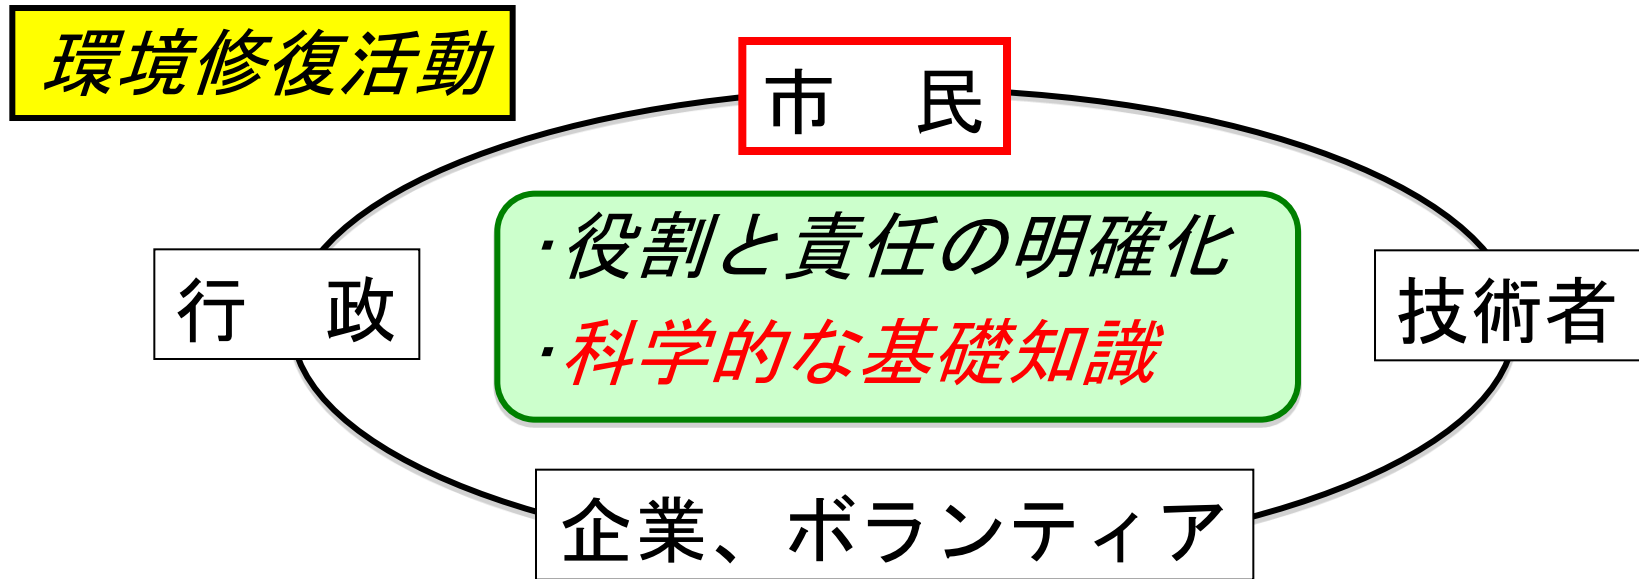 環境修復活動
市　民
・役割と責任の明確化
行　政
技術者
・科学的な基礎知識
企業、ボランティア